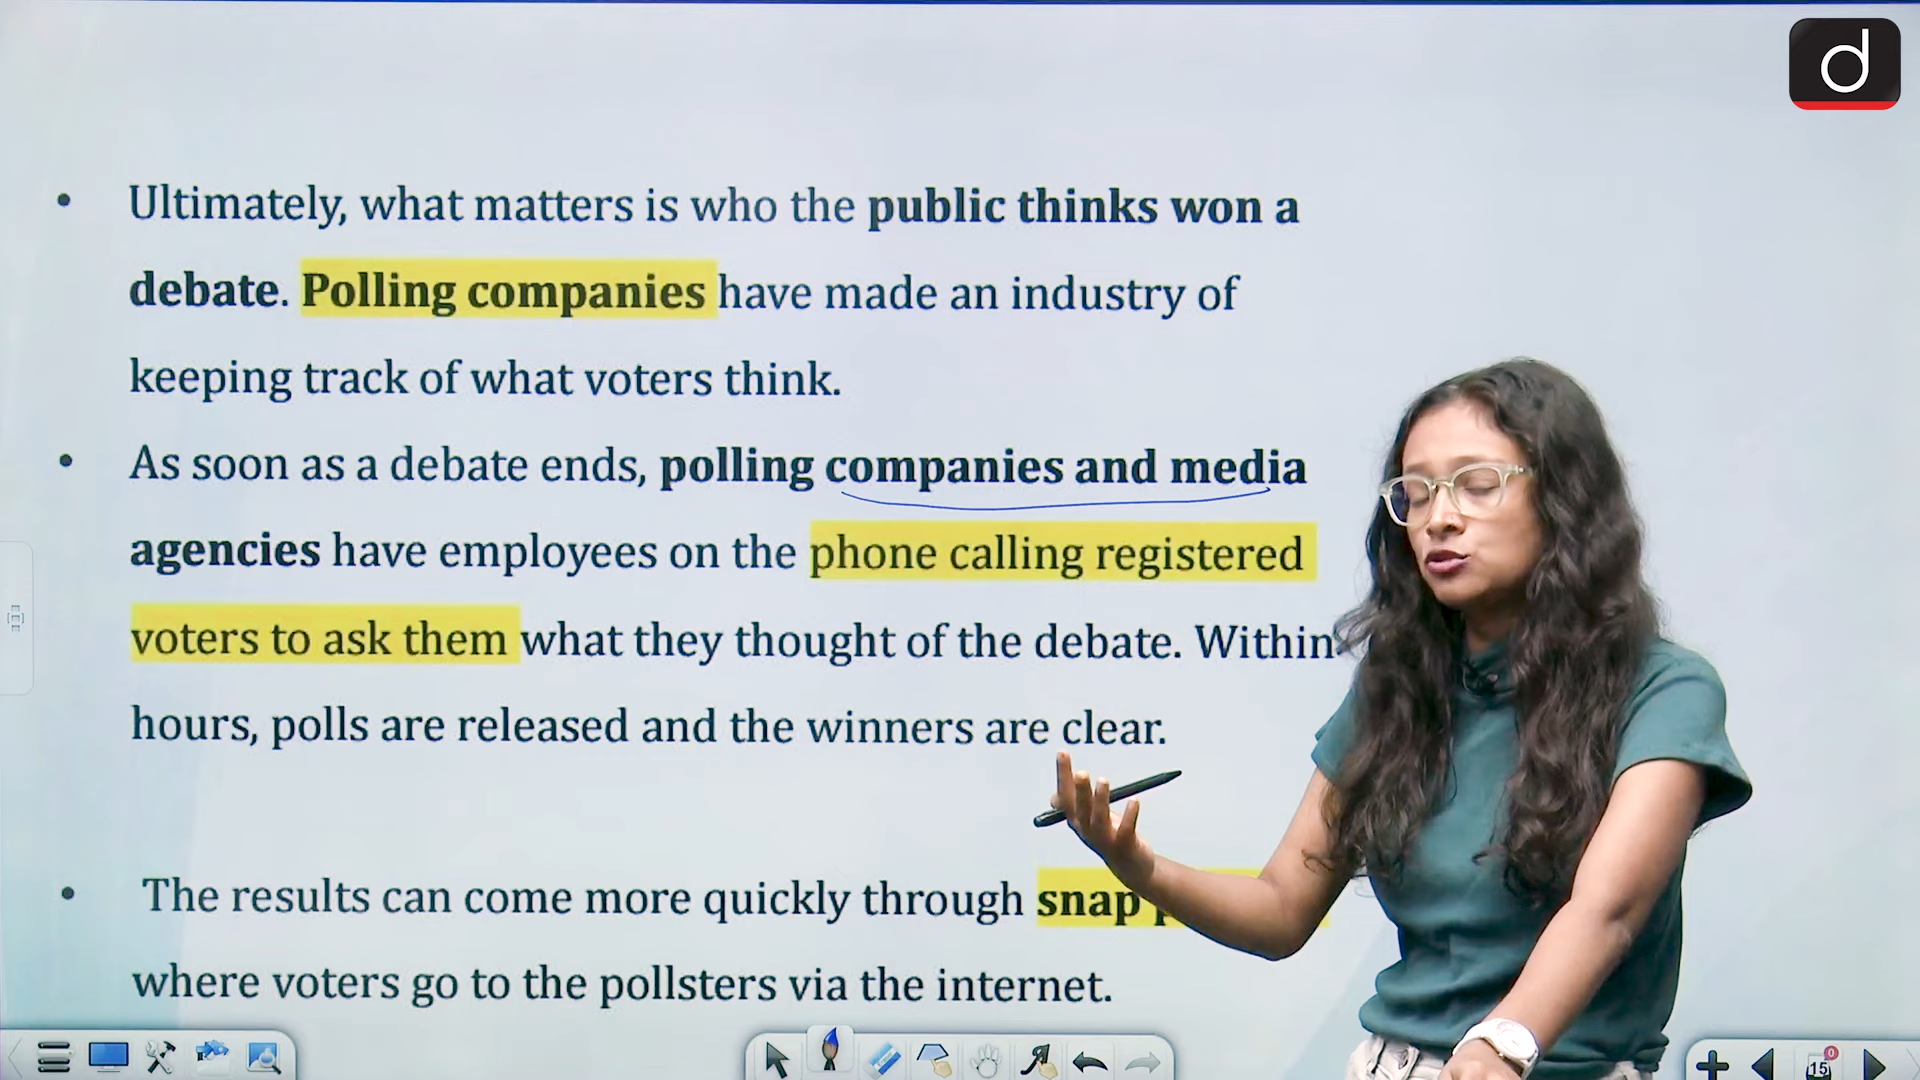 d
• Ultimately, what matters is who the public thinks won a
debate. Polling companies have made an industry of
keeping track of what voters think.
• As soon as a debate ends, polling companies and media
agencies have employees on the phone calling registered
voters to ask them what they thought of the debate. Within
hours, polls are released and the winners are clear.
• The results can come more quickly through snap
where voters go to the pollsters via the internet.
15
0